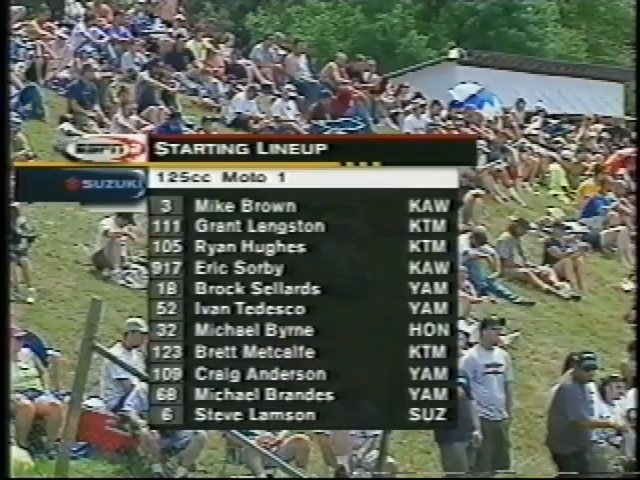 ESPN2 STARTING LINEUP
SUZUKI 125cc Moto 1
3 Mike Brown KAW
111 Grant Langston KTM
105 Ryan Hughes KTM
917 Eric Sorby KAW
18 Brock Sellards YAM
52 Ivan Tedesco YAM
32 Michael Byrne HON
123 Brett Metcalfe KTM
109 Craig Anderson YAM
68 Michael Brandes YAM
6 Steve Lamson SUZ